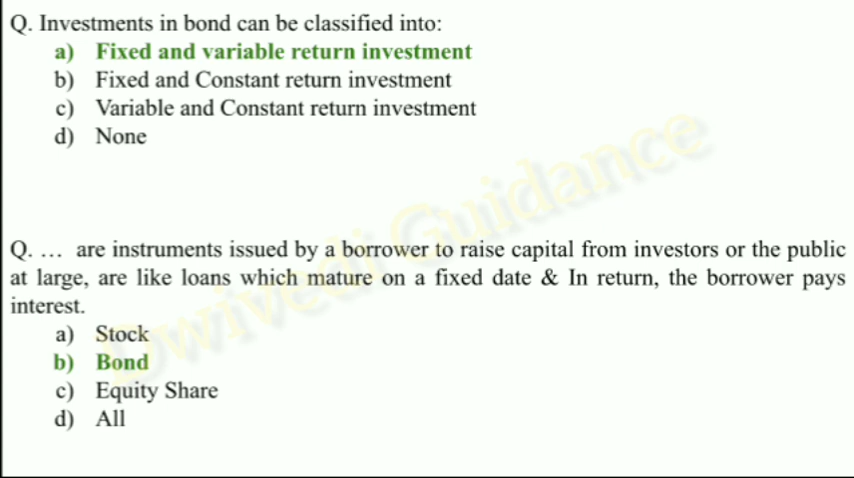 Q. Investments in bond can be classified into:
a) Fixed and variable return investment
b) Fixed and Constant return investment
c) Variable and Constant return investment
d) None
Q. … are instruments issued by a borrower to raise capital from investors or the public
at large, are like loans which mature on a fixed date & In return, the borrower pays
interest.
a) Stock
b) Bond
c) Equity Share
d) All
Dwivedi Guidance